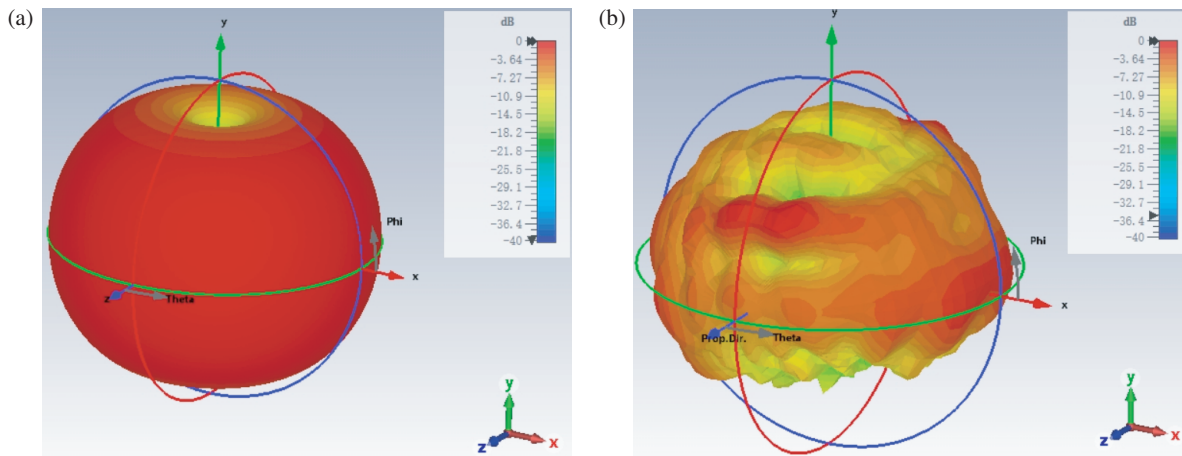 (a)
y
dB
0
-3.64
-7.27
-10.9
-14.5
-18.2
-21.8
-25.5
-29.1
-32.7
-36.4
-40
Phi
x
z
Theta
y
z
x
(b)
y
dB
0
-3.64
-7.27
-10.9
-14.5
-18.2
-21.8
-25.5
-29.1
-32.7
-36.4
-40
Phi
x
Prop.Dir.
Theta
y
z
x